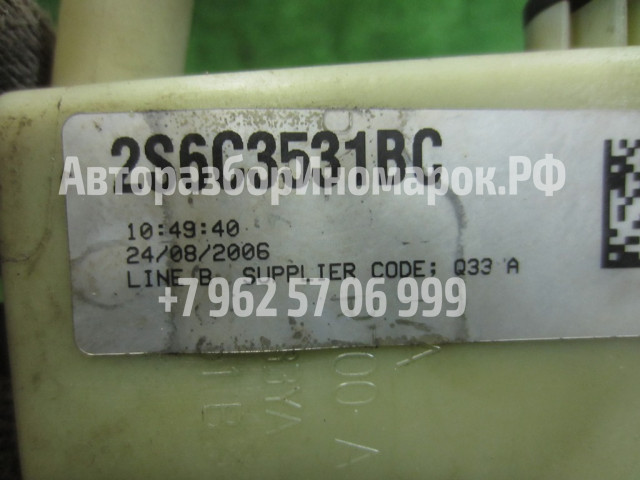 2S6C3531BC
АвторазборИномарок.РФ
10:49:40
24/08/2006
LINE B SUPPLIER CODE: Q33 A
+7 962 57 06 999